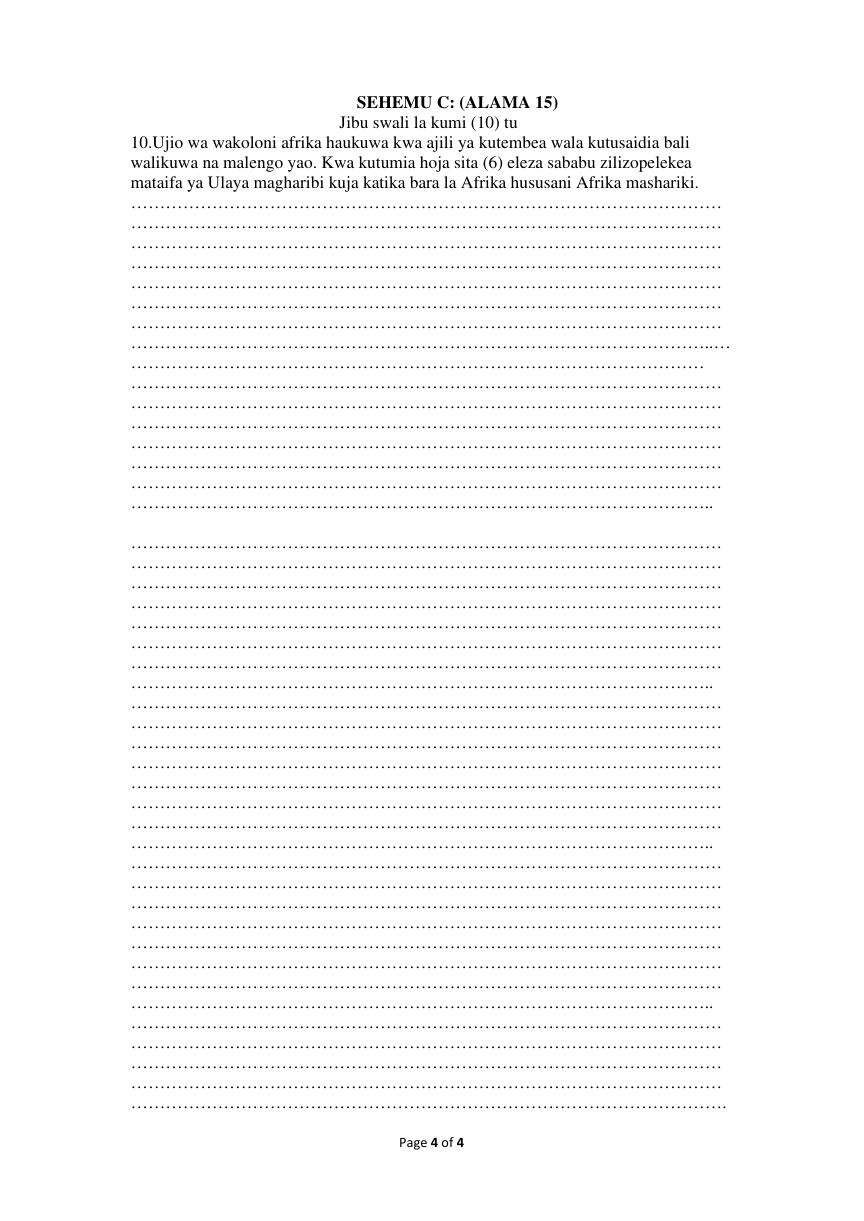 SEHEMU C: (ALAMA 15)
Jibu swali la kumi (10) tu
10.Ujio wa wakoloni afrika haukuwa kwa ajili ya kutembea wala kutusaidia bali
walikuwa na malengo yao. Kwa kutumia hoja sita (6) eleza sababu zilizopelekea
mataifa ya Ulaya magharibi kuja katika bara la Afrika hususani Afrika mashariki.
Page 4 of 4